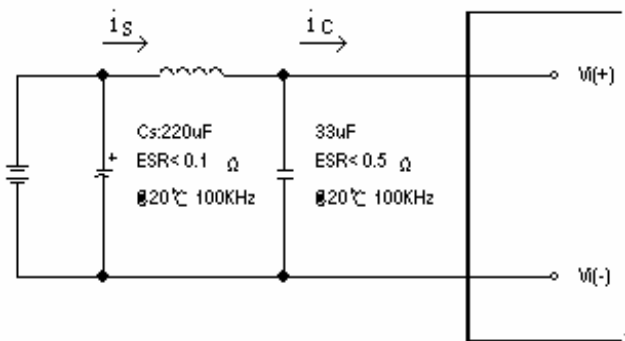 iS
iC
Vi(+)
Cs:220uF
ESR<0.1 Ω
@20℃ 100KHz
33uF
ESR<0.5 Ω
@20℃ 100KHz
+
Vi(-)